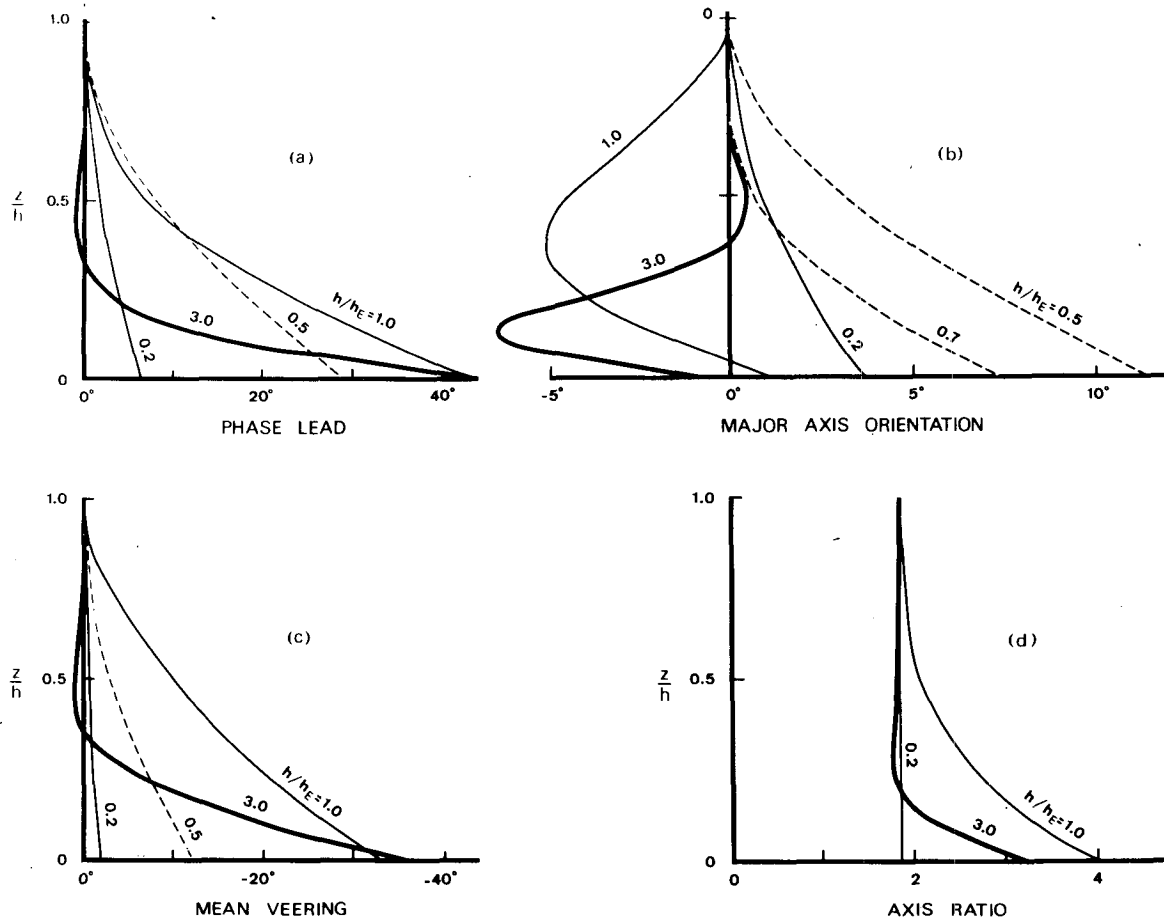 1.0
0.5
z/h
0
(a)
h/hE=1.0
0.5
3.0
0.2
0°
20°
40°
PHASE LEAD
0
(b)
1.0
3.0
h/hE=0.5
0.7
0.2
-5°
0°
5°
10°
MAJOR AXIS ORIENTATION
1.0
0.5
z/h
0
(c)
h/hE=1.0
3.0
0.5
0.2
0°
-20°
-40°
MEAN VEERING
1.0
0.5
z/h
0
(d)
0.2
h/hE=1.0
3.0
0
2
4
AXIS RATIO